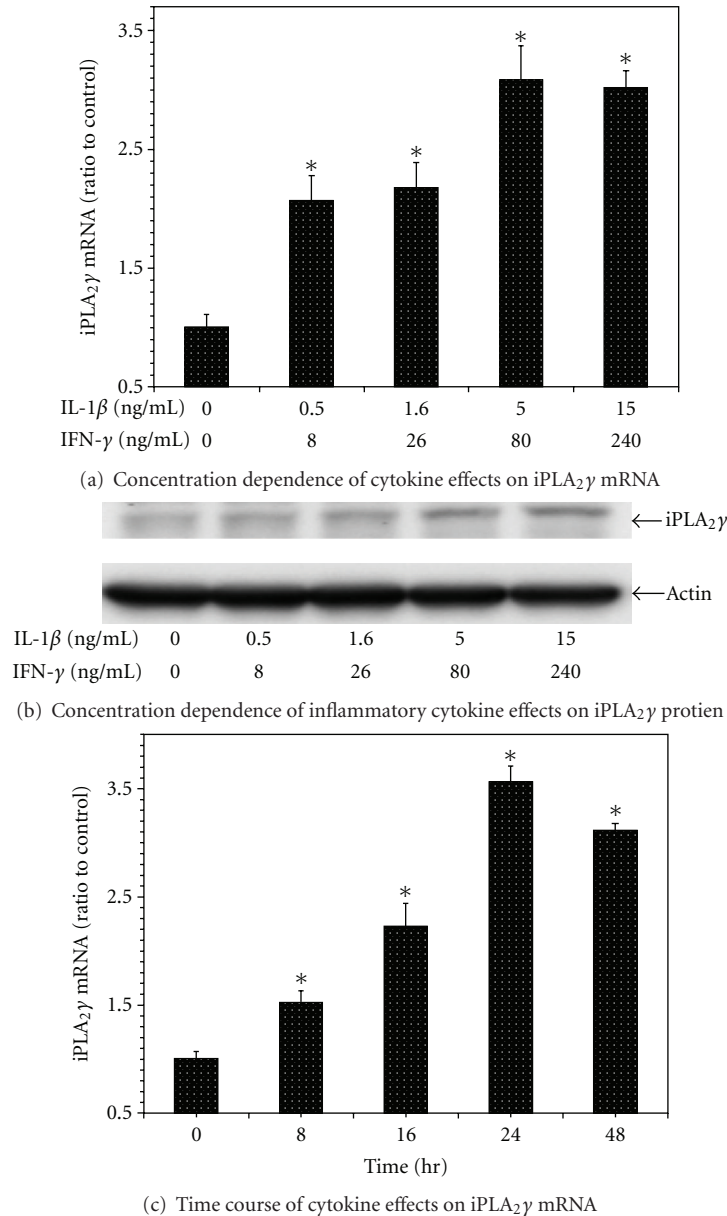 3.5
2.5
1.5
0.5
iPLA₂γ mRNA (ratio to control)
* * * *
IL-1β (ng/mL) 0 0.5 1.6 5 15
IFN-γ (ng/mL) 0 8 26 80 240
(a) Concentration dependence of cytokine effects on iPLA₂γ mRNA
iPLA₂γ
Actin
IL-1β (ng/mL) 0 0.5 1.6 5 15
IFN-γ (ng/mL) 0 8 26 80 240
(b) Concentration dependence of inflammatory cytokine effects on iPLA₂γ protien
3.5
2.5
1.5
0.5
iPLA₂γ mRNA (ratio to control)
* * * *
0 8 16 24 48
Time (hr)
(c) Time course of cytokine effects on iPLA₂γ mRNA